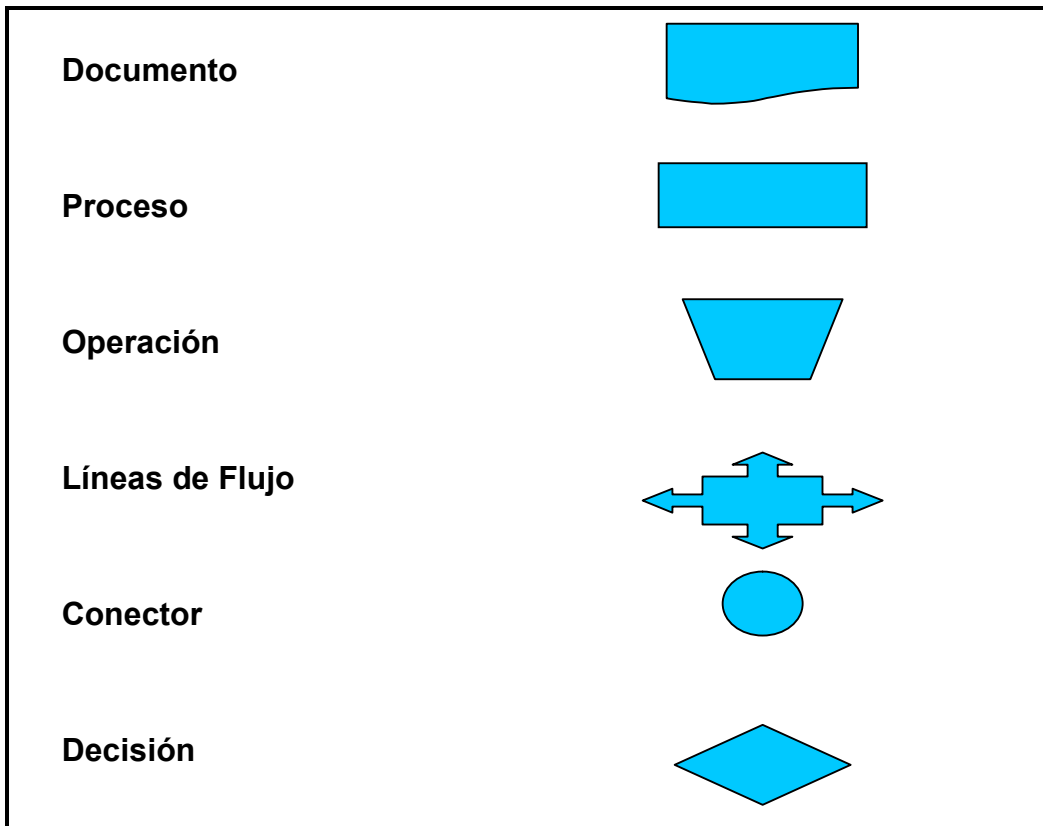 Documento
Proceso
Operación
Líneas de Flujo
Conector
Decisión